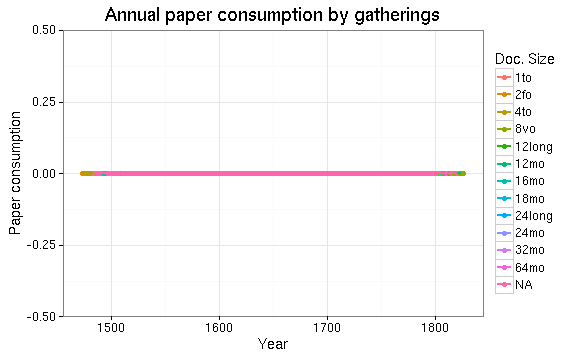 Annual paper consumption by gatherings
0.50
0.25
0.00
-0.25
-0.50
Paper consumption
1500
1600
1700
1800
Year
Doc. Size
1to
2fo
4to
8vo
12long
12mo
16mo
18mo
24long
24mo
32mo
64mo
NA